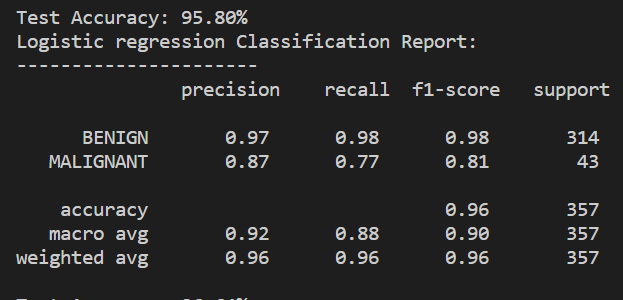 Test Accuracy: 95.80%
Logistic regression Classification Report:
----------------------
precision recall f1-score support
BENIGN 0.97 0.98 0.98 314
MALIGNANT 0.87 0.77 0.81 43
accuracy 0.96 357
macro avg 0.92 0.88 0.90 357
weighted avg 0.96 0.96 0.96 357